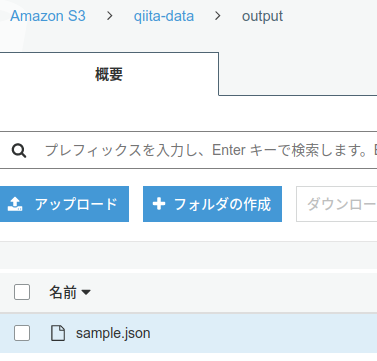 Amazon S3 > qiita-data > output
概要
プレフィックスを入力し、Enter キーで検索します。
アップロード + フォルダの作成 ダウンロー
名前
sample.json